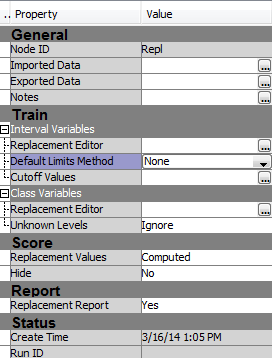 .. Property Value
General
Node ID Repl
Imported Data ...
Exported Data ...
Notes ...
Train
Interval Variables
Replacement Editor ...
Default Limits Method None
Cutoff Values ...
Class Variables
Replacement Editor ...
Unknown Levels Ignore
Score
Replacement Values Computed
Hide No
Report
Replacement Report Yes
Status
Create Time 3/16/14 1:05 PM
Run ID